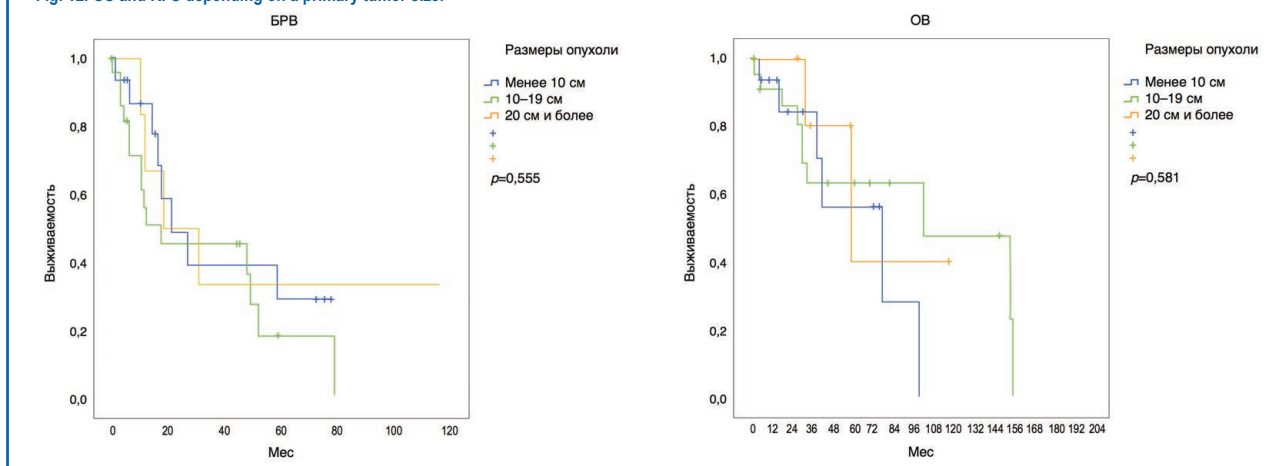 Fig. 12. OS and RFS depending on a primary tumor size.
БРВ
Выживаемость
1,0
0,8
0,6
0,4
0,2
0,0
0 20 40 60 80 100 120
Мес
Размеры опухоли
Менее 10 см
10–19 см
20 см и более
p=0,555
ОВ
Выживаемость
1,0
0,8
0,6
0,4
0,2
0,0
0 12 24 36 48 60 72 84 96 108 120 132 144 156 168 180 192 204
Мес
Размеры опухоли
Менее 10 см
10–19 см
20 см и более
p=0,581